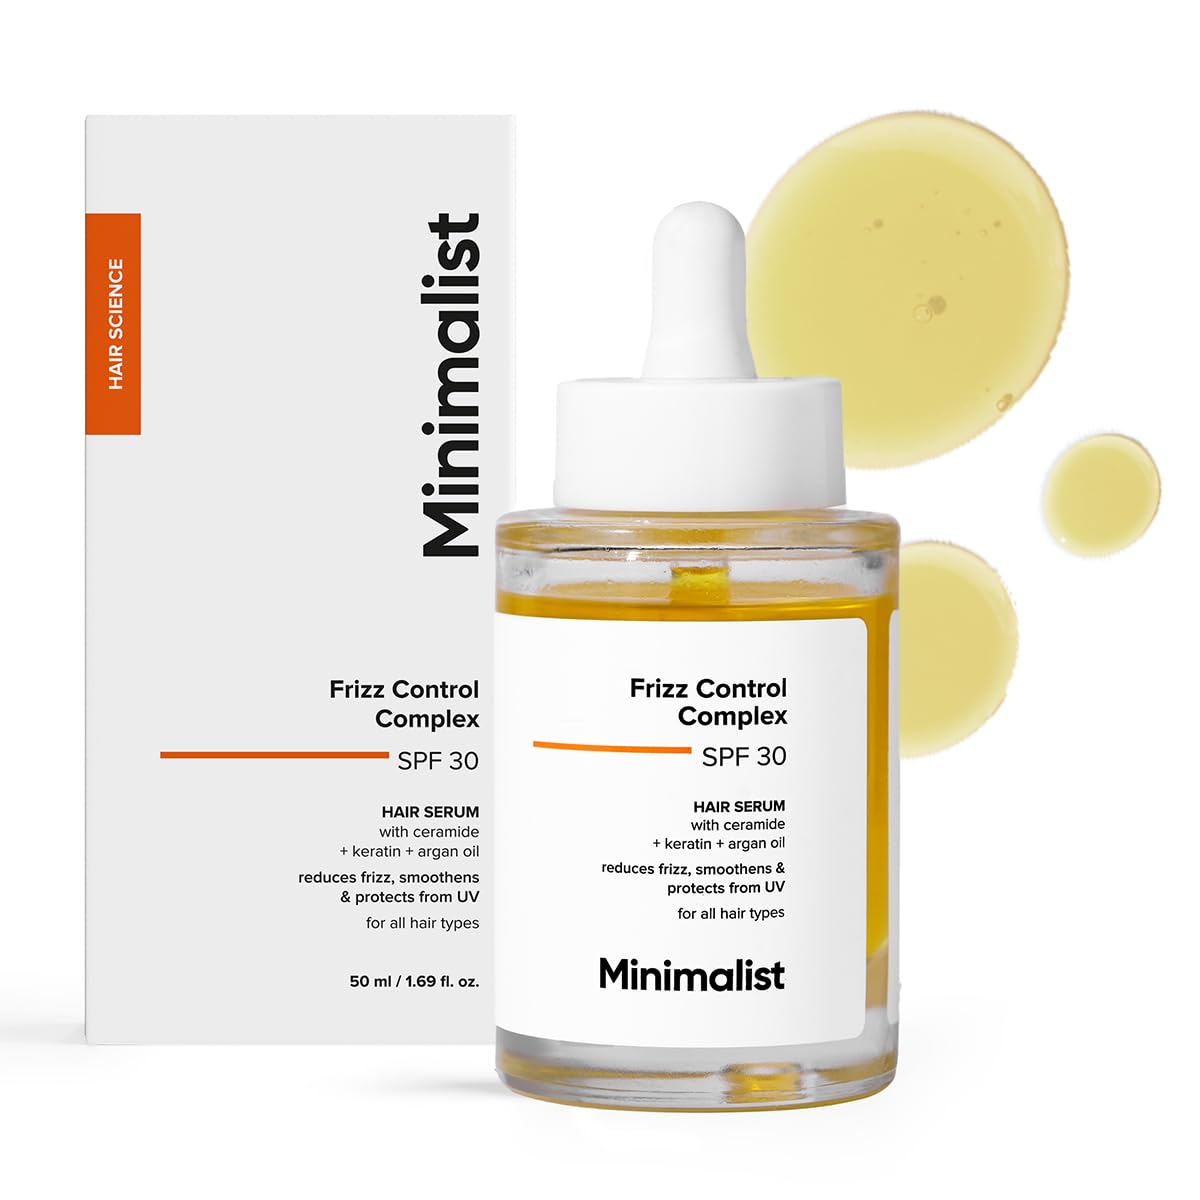 HAIR SCIENCE
Minimalist
Frizz Control
Complex
SPF 30
HAIR SERUM
with ceramide
+ keratin + argan oil
reduces frizz, smoothens
& protects from UV
for all hair types
50 ml / 1.69 fl. oz.
Frizz Control
Complex
SPF 30
HAIR SERUM
with ceramide
+ keratin + argan oil
reduces frizz, smoothens &
protects from UV
for all hair types
Minimalist